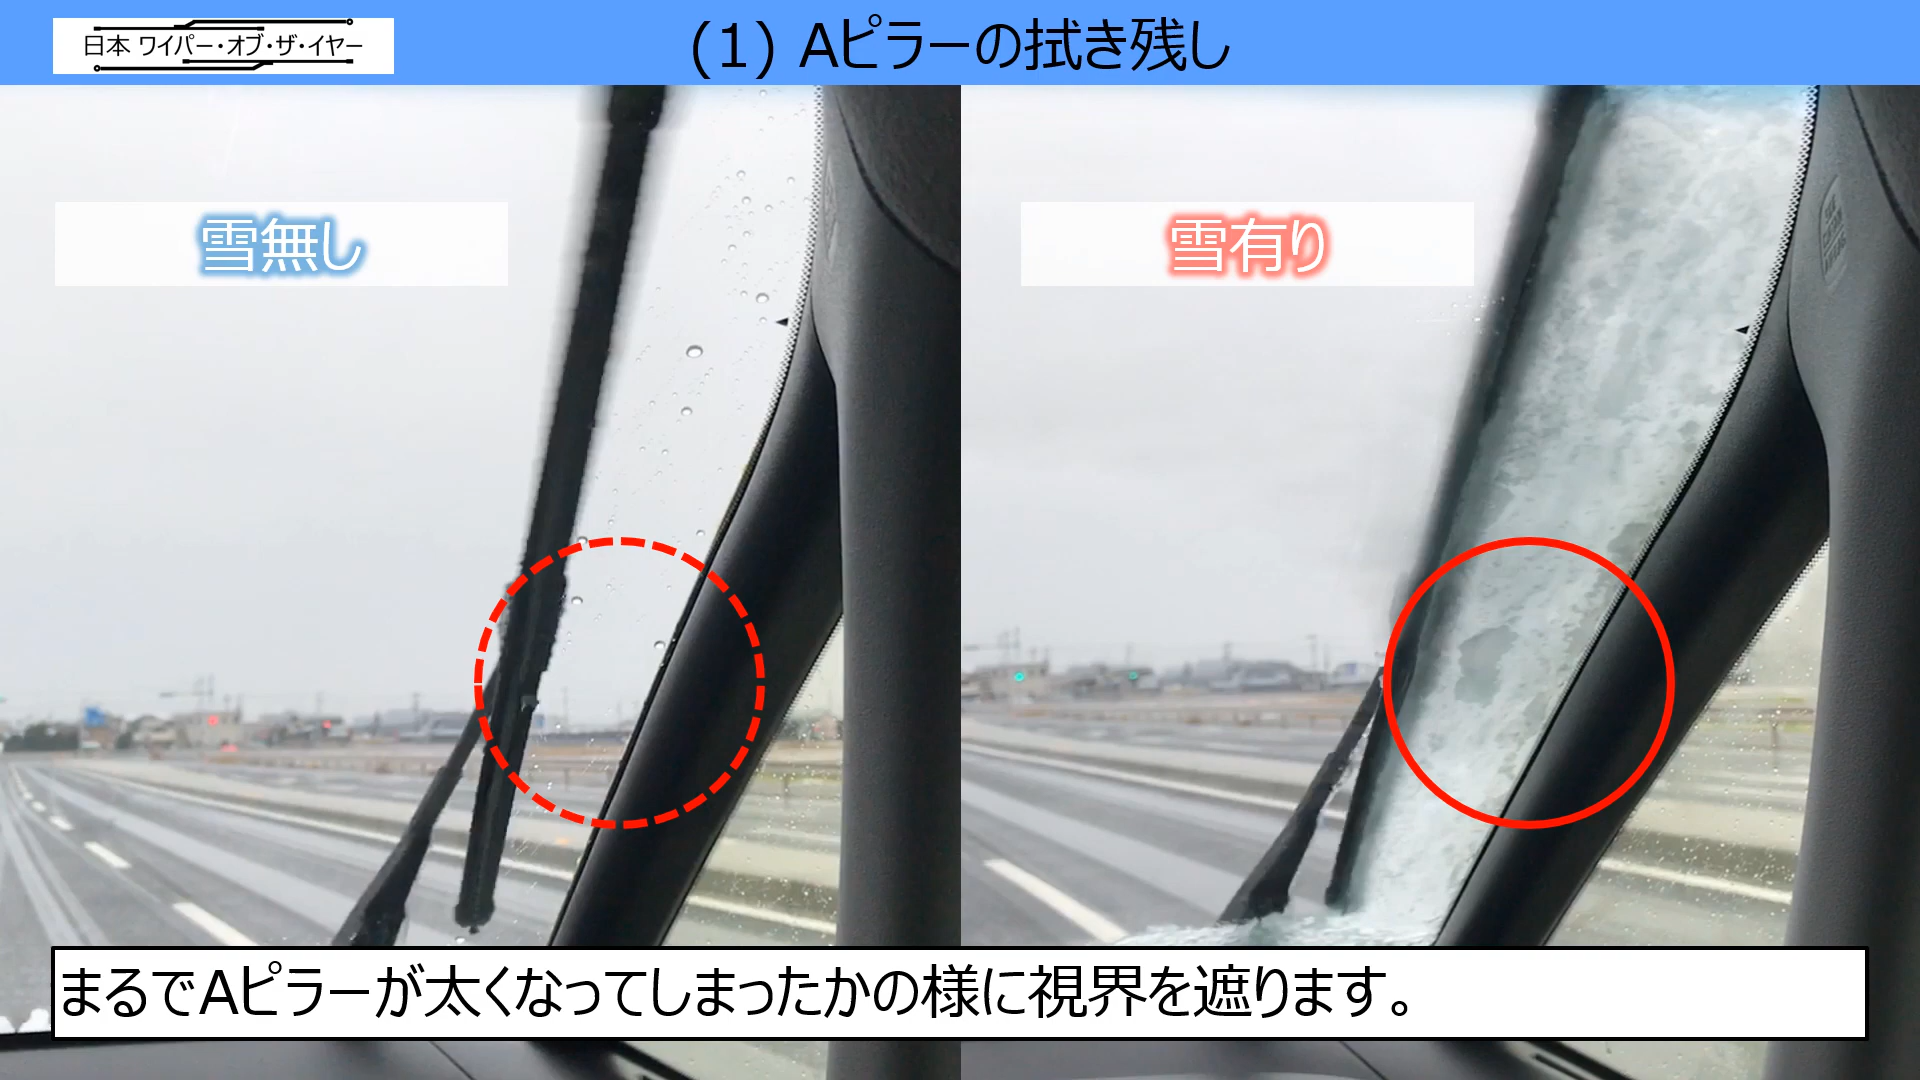 日本 ワイパー・オブ・ザ・イヤー
(1) Aピラーの拭き残し
雪無し
雪有り
まるでAピラーが太くなってしまったかの様に視界を遮ります。